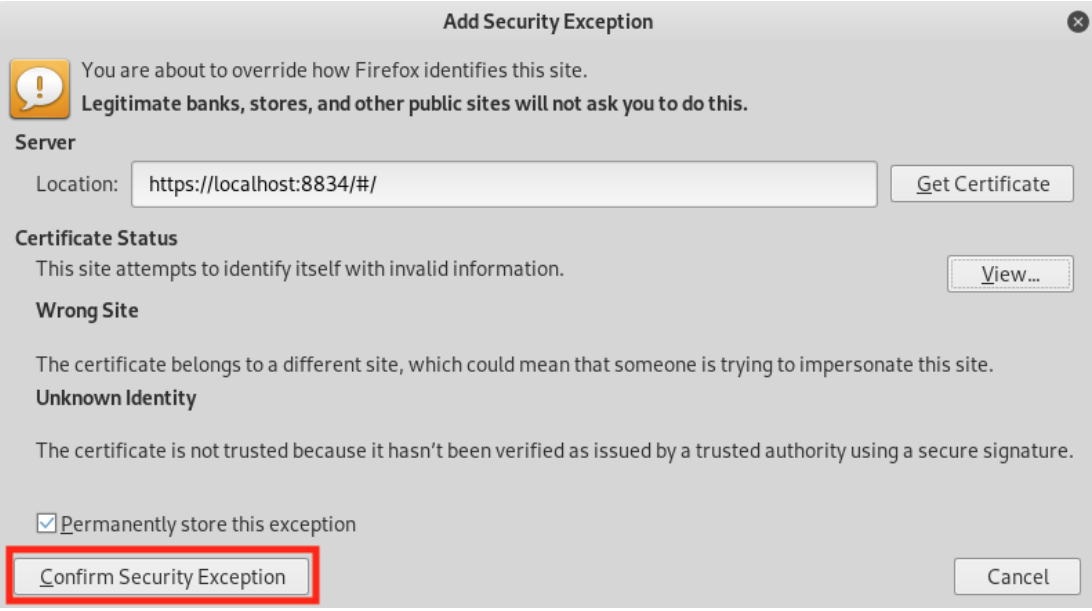 Add Security Exception
You are about to override how Firefox identifies this site.
Legitimate banks, stores, and other public sites will not ask you to do this.
Server
Location: https://localhost:8834/#/ Get Certificate
Certificate Status
This site attempts to identify itself with invalid information.
View...
Wrong Site
The certificate belongs to a different site, which could mean that someone is trying to impersonate this site.
Unknown Identity
The certificate is not trusted because it hasn't been verified as issued by a trusted authority using a secure signature.
Permanently store this exception
Confirm Security Exception Cancel